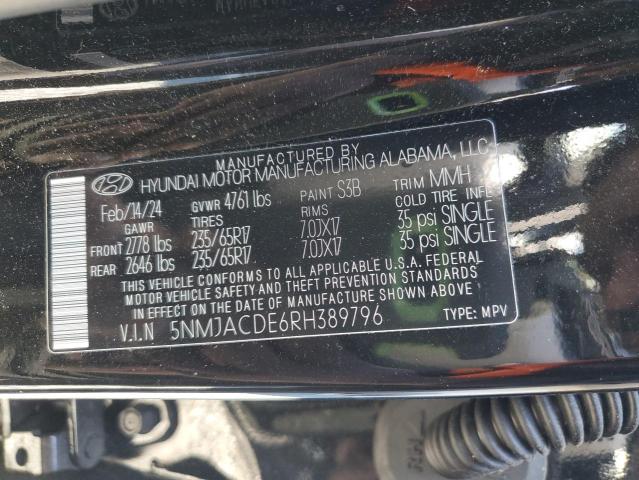 MANUFACTURED BY
HYUNDAI MOTOR MANUFACTURING ALABAMA, LLC
Feb/14/24 GVWR 4761 lbs PAINT S3B TRIM MMH
GAWR TIRES RIMS COLD TIRE INFL
FRONT 2778 lbs 235/65R17 7.0JX17 35 psi SINGLE
REAR 2646 lbs 235/65R17 7.0JX17 35 psi SINGLE
THIS VEHICLE CONFORMS TO ALL APPLICABLE U.S.A. FEDERAL
MOTOR VEHICLE SAFETY AND THEFT PREVENTION STANDARDS
IN EFFECT ON THE DATE OF MANUFACTURE SHOWN ABOVE.
V.I.N 5NMJACDE6RH389796 TYPE: MPV